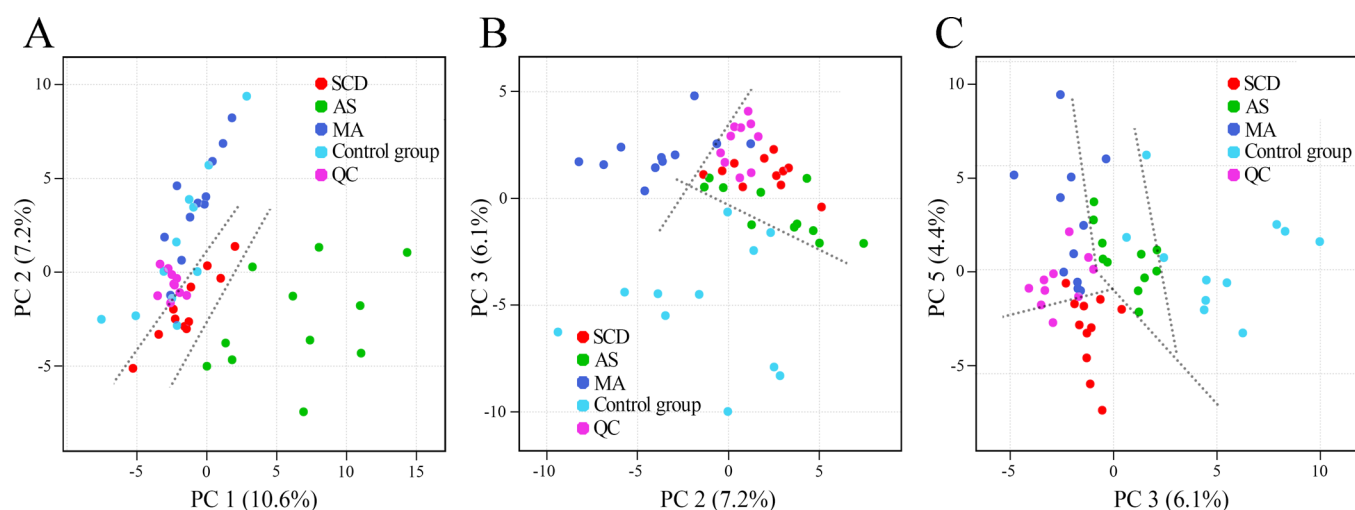 A
10
5
0
-5
-5
0
5
10
15
PC 2 (7.2%)
PC 1 (10.6%)
SCD
AS
MA
Control group
QC
B
5
0
-5
-10
-10
-5
0
5
PC 3 (6.1%)
PC 2 (7.2%)
SCD
AS
MA
Control group
QC
C
10
5
0
-5
-5
0
5
10
PC 5 (4.4%)
PC 3 (6.1%)
SCD
AS
MA
Control group
QC